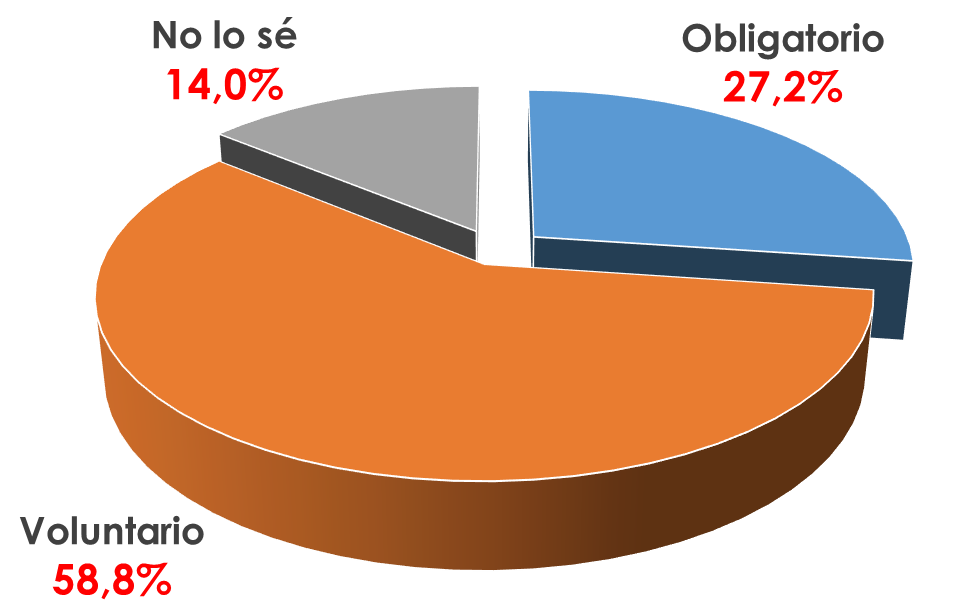 No lo sé
14,0%
Obligatorio
27,2%
Voluntario
58,8%